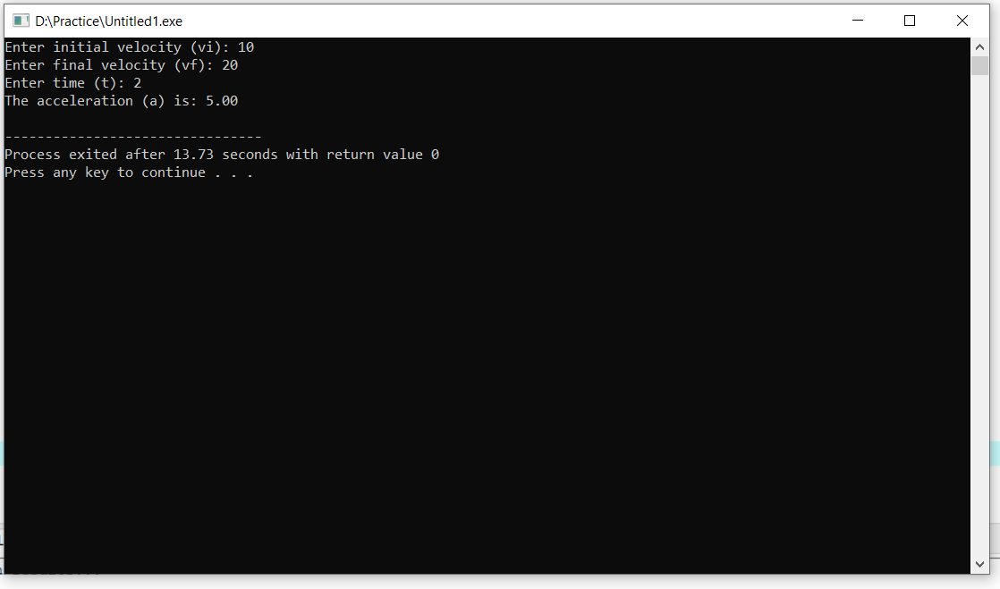 D:\Practice\Untitled1.exe
Enter initial velocity (vi): 10
Enter final velocity (vf): 20
Enter time (t): 2
The acceleration (a) is: 5.00
--------------------------------
Process exited after 13.73 seconds with return value 0
Press any key to continue . . .